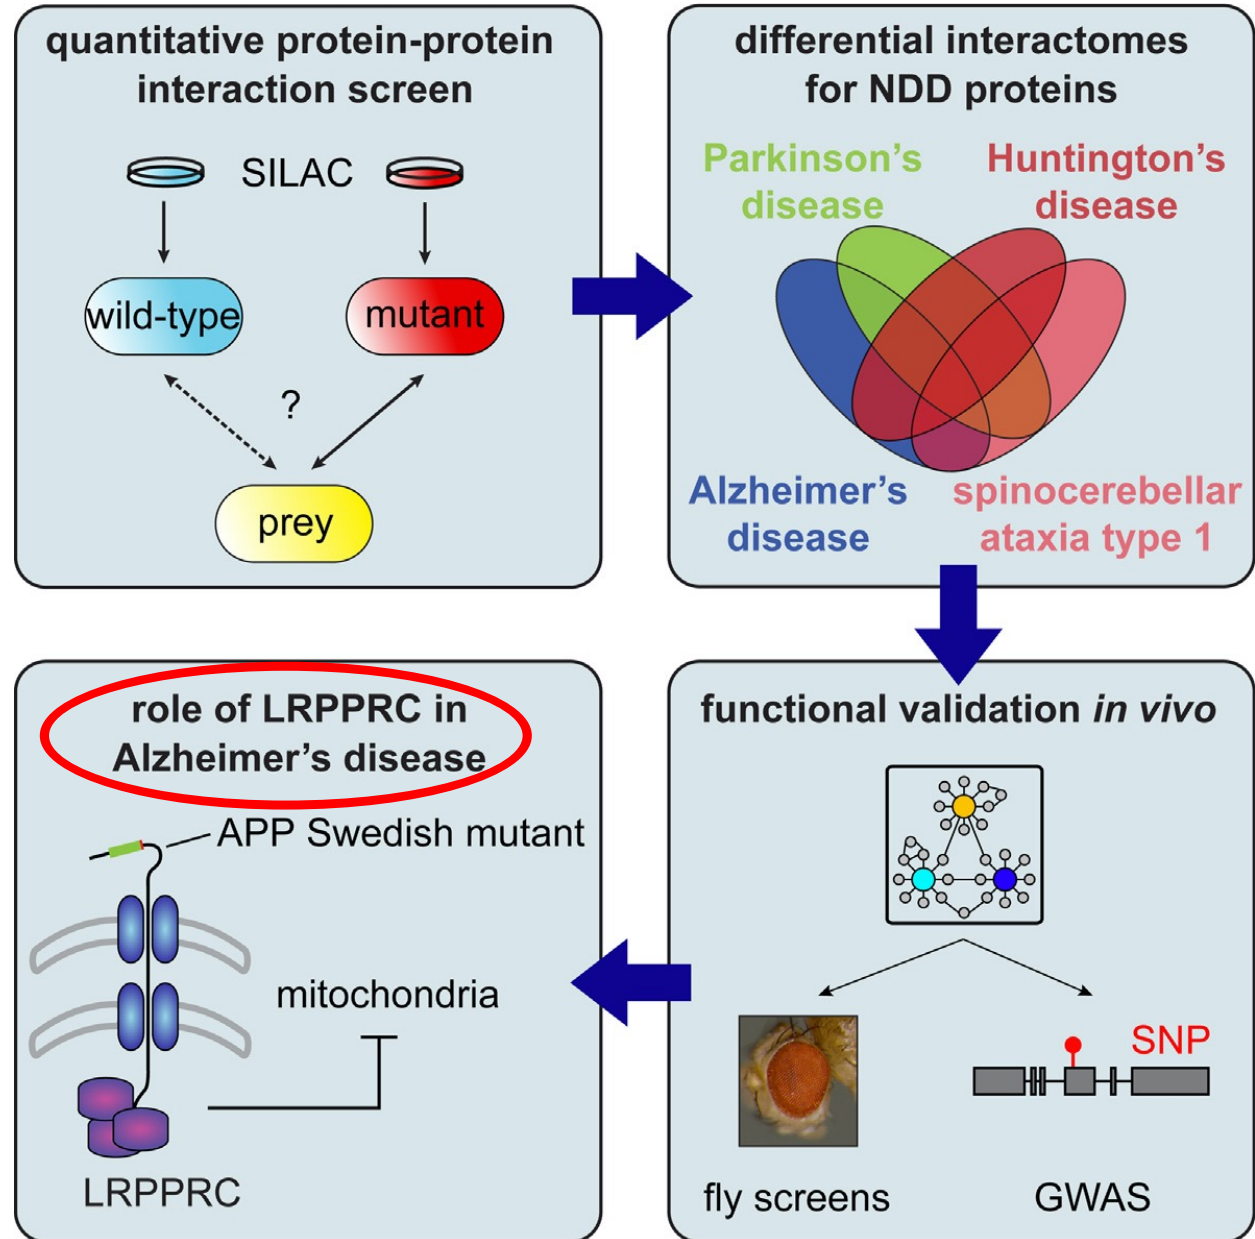 quantitative protein-protein
interaction screen
SILAC
wild-type
mutant
?
prey
differential interactomes
for NDD proteins
Parkinson's
disease
Huntington's
disease
Alzheimer's
disease
spinocerebellar
ataxia type 1
functional validation in vivo
SNP
fly screens
GWAS
role of LRPPRC in
Alzheimer's disease
APP Swedish mutant
mitochondria
LRPPRC